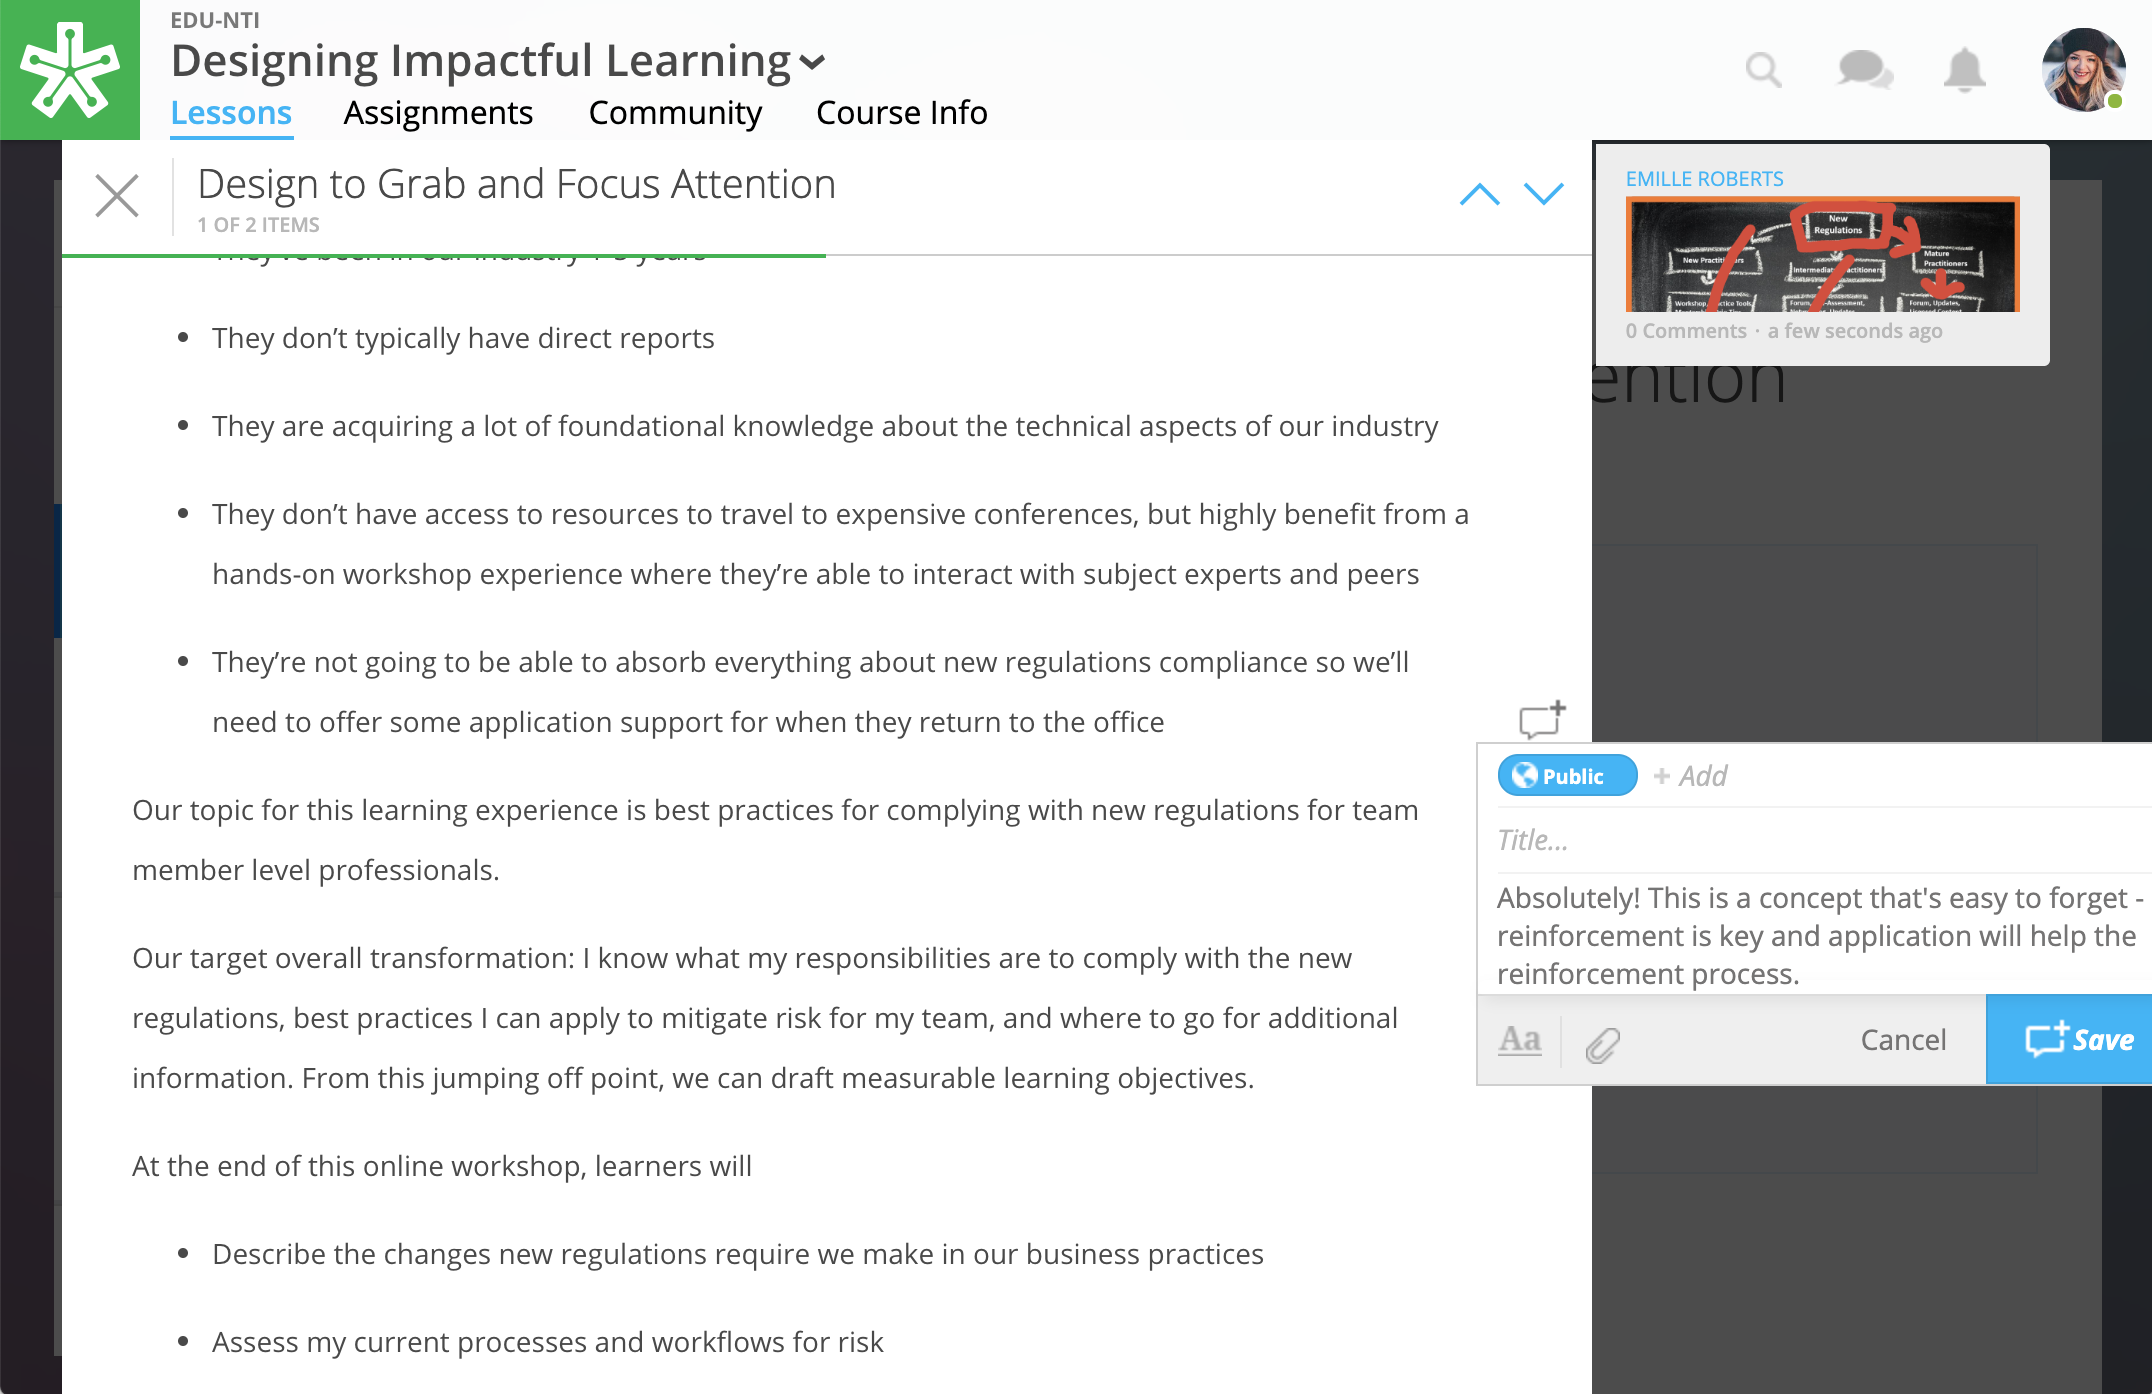 EDU-NTI
Designing Impactful Learning
Lessons Assignments Community Course Info
Design to Grab and Focus Attention
1 OF 2 ITEMS
They've been in our industry 1-3 years
They don’t typically have direct reports
They are acquiring a lot of foundational knowledge about the technical aspects of our industry
They don’t have access to resources to travel to expensive conferences, but highly benefit from a
hands-on workshop experience where they’re able to interact with subject experts and peers
They’re not going to be able to absorb everything about new regulations compliance so we’ll
need to offer some application support for when they return to the office
Our topic for this learning experience is best practices for complying with new regulations for team
member level professionals.
Our target overall transformation: I know what my responsibilities are to comply with the new
regulations, best practices I can apply to mitigate risk for my team, and where to go for additional
information. From this jumping off point, we can draft measurable learning objectives.
At the end of this online workshop, learners will
Describe the changes new regulations require we make in our business practices
Assess my current processes and workflows for risk
EMILLE ROBERTS
New
Regulations
New
Mature
Practitioners
Workshop,
Tools,
Forum,
Assessment,
Forum, Updates,
0 Comments · a few seconds ago
ention
Public + Add
Title...
Absolutely! This is a concept that's easy to forget -
reinforcement is key and application will help the
reinforcement process.
Aa
Cancel
Save